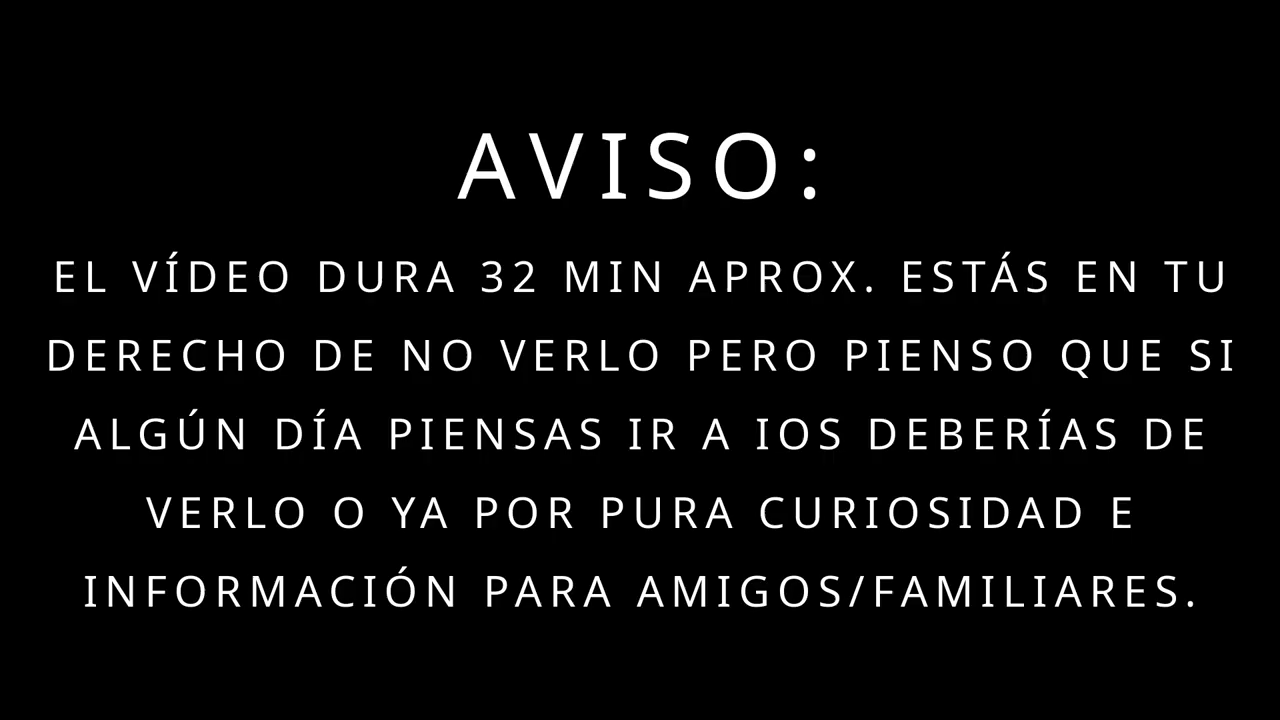 AVISO:
EL VÍDEO DURA 32 MIN APROX. ESTÁS EN TU
DERECHO DE NO VERLO PERO PIENSO QUE SI
ALGÚN DÍA PIENSAS IR A IOS DEBERÍAS DE
VERLO O YA POR PURA CURIOSIDAD E
INFORMACIÓN PARA AMIGOS/FAMILIARES.